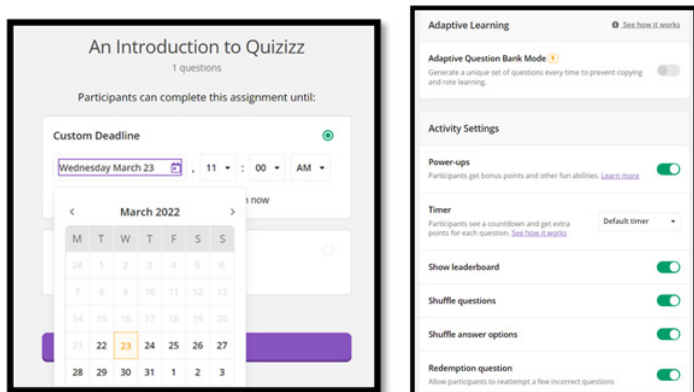 An Introduction to Quizizz
1 questions
Participants can complete this assignment until:
Custom Deadline
Wednesday March 23 , 11 : 00 AM
now
March 2022
M T W T F S S
28 1 2 3 4 5 6
7 8 9 10 11 12 13
14 15 16 17 18 19 20
21 22 23 24 25 26 27
28 29 30 31 1 2 3
Adaptive Learning
See how it works
Adaptive Question Bank Mode
Generate a unique set of questions every time to prevent copying
and rote learning.
Activity Settings
Power-ups
Participants get bonus points and other fun abilities. Learn more
Timer
Participants see a countdown and get extra
points for each question. See how it works
Default timer
Show leaderboard
Shuffle questions
Shuffle answer options
Redemption question
Allow participants to reattempt a few incorrect questions